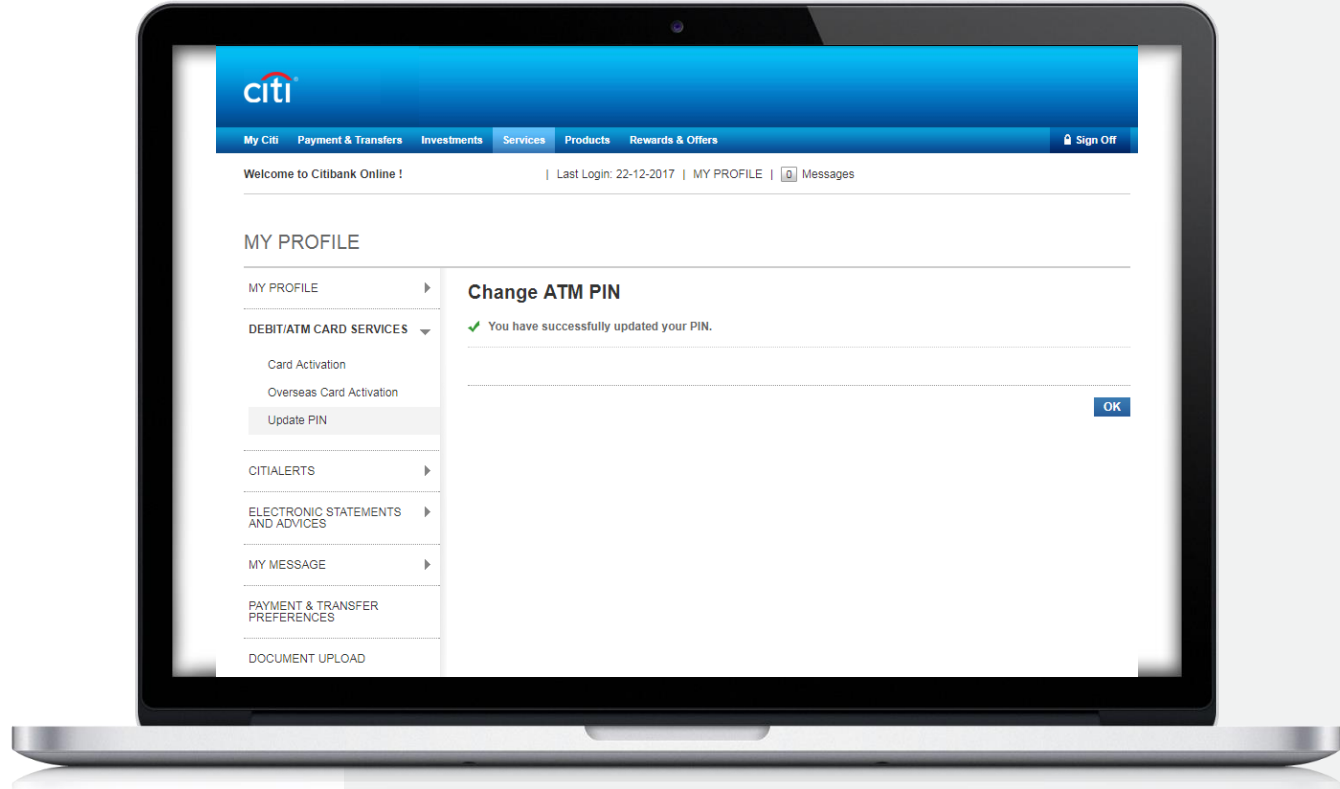 citi®
My Citi Payment & Transfers Investments Services Products Rewards & Offers Sign Off
Welcome to Citibank Online ! | Last Login: 22-12-2017 | MY PROFILE | 0 Messages
MY PROFILE
MY PROFILE
DEBIT/ATM CARD SERVICES
Card Activation
Overseas Card Activation
Update PIN
CITIALERTS
ELECTRONIC STATEMENTS
AND ADVICES
MY MESSAGE
PAYMENT & TRANSFER
PREFERENCES
DOCUMENT UPLOAD
Change ATM PIN
You have successfully updated your PIN.
OK